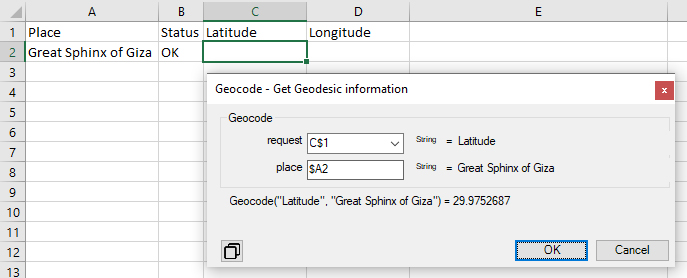 A B C D E
1 Place Status Latitude Longitude
2 Great Sphinx of Giza OK
3
4
5
6
7
8
9
10
11
12
13
Geocode - Get Geodesic information
x
Geocode
request C$1 String = Latitude
place $A2 String = Great Sphinx of Giza
Geocode("Latitude", "Great Sphinx of Giza") = 29.9752687
OK Cancel